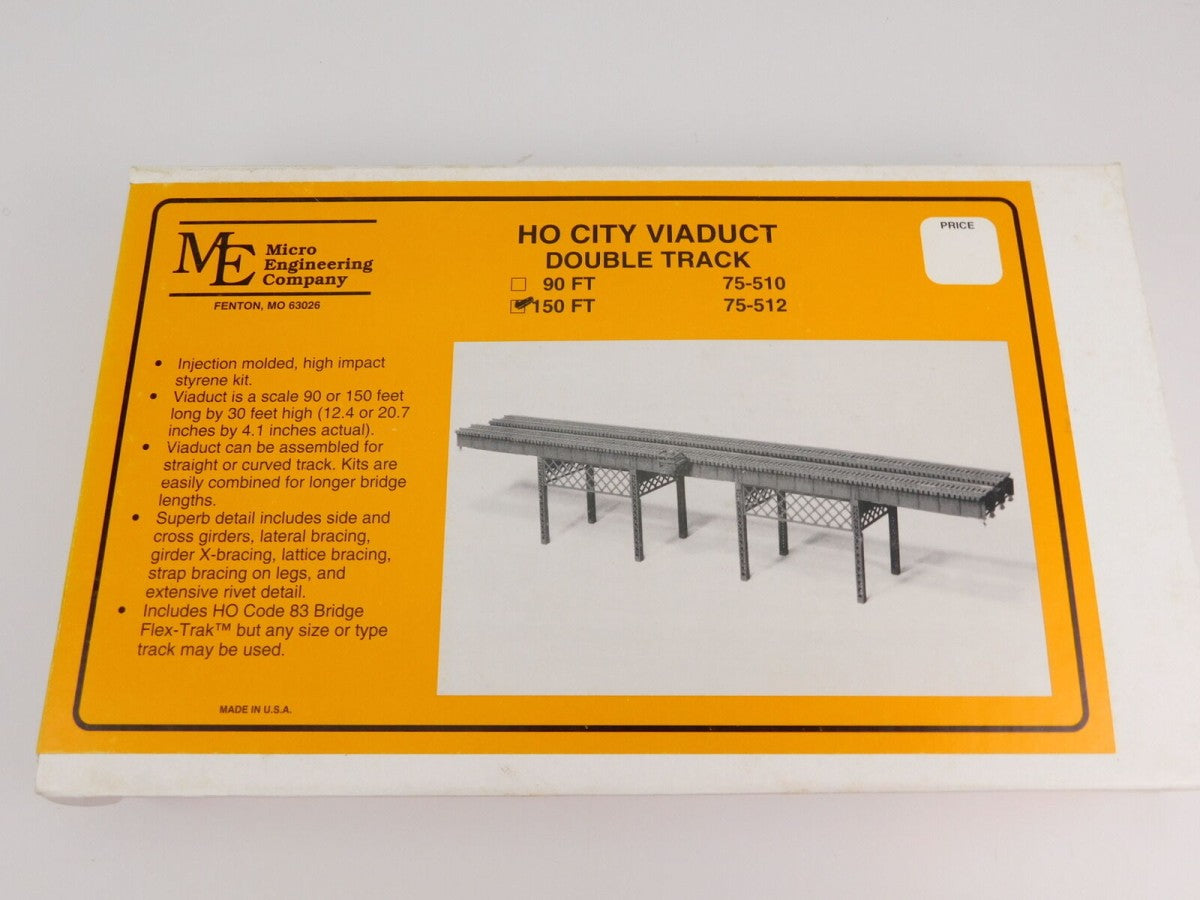 ME Micro
Engineering
Company
FENTON, MO 63026
HO CITY VIADUCT
DOUBLE TRACK
90 FT 75-510
150 FT 75-512
PRICE
• Injection molded, high impact
styrene kit.
• Viaduct is a scale 90 or 150 feet
long by 30 feet high (12.4 or 20.7
inches by 4.1 inches actual).
• Viaduct can be assembled for
straight or curved track. Kits are
easily combined for longer bridge
lengths.
• Superb detail includes side and
cross girders, lateral bracing,
girder X-bracing, lattice bracing,
strap bracing on legs, and
extensive rivet detail.
• Includes HO Code 83 Bridge
Flex-Trak™ but any size or type
track may be used.
MADE IN U.S.A.